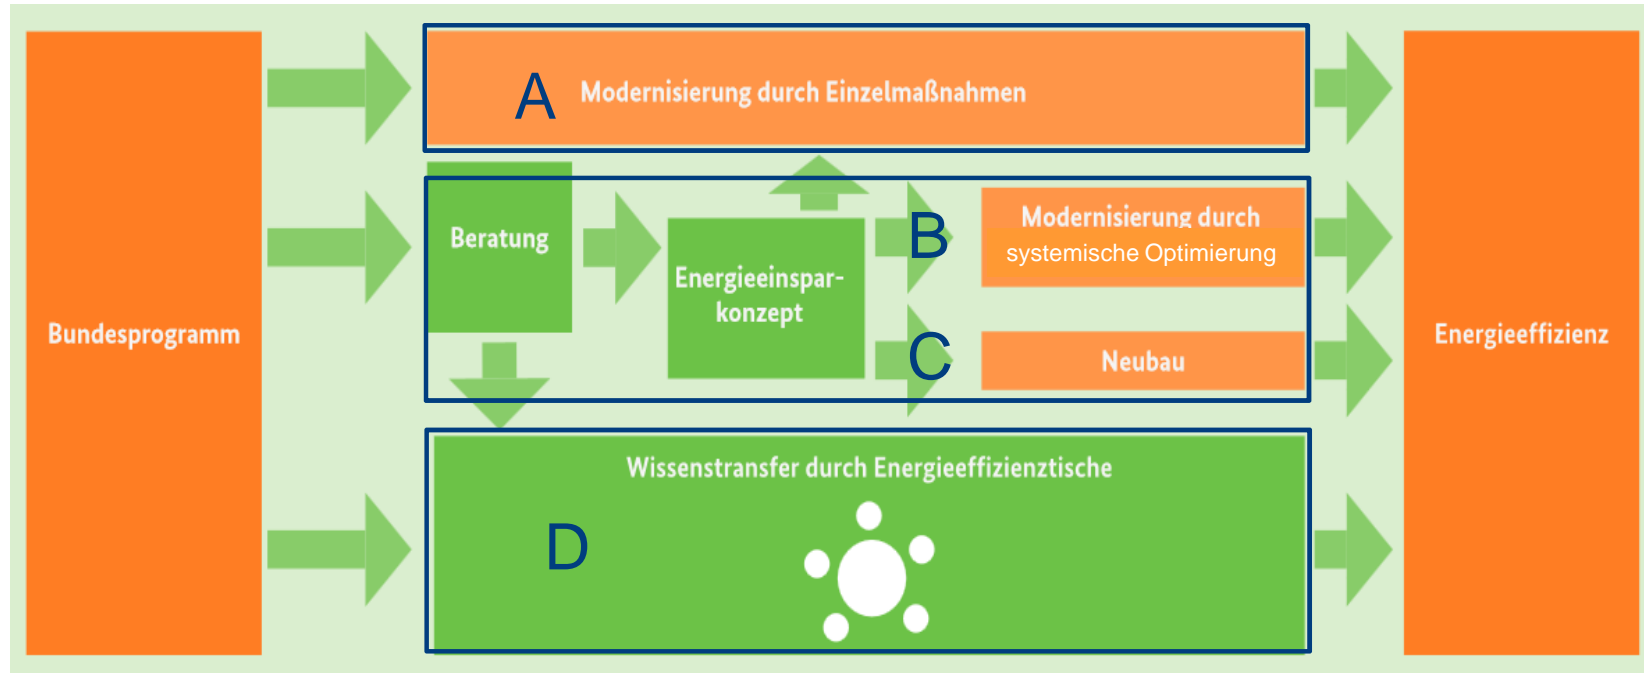 Bundesprogramm
A
Modernisierung durch Einzelmaßnahmen
Beratung
Energieeinspar-
konzept
B
Modernisierung durch
systemische Optimierung
C
Neubau
Wissenstransfer durch Energieeffizienztische
D
Energieeffizienz